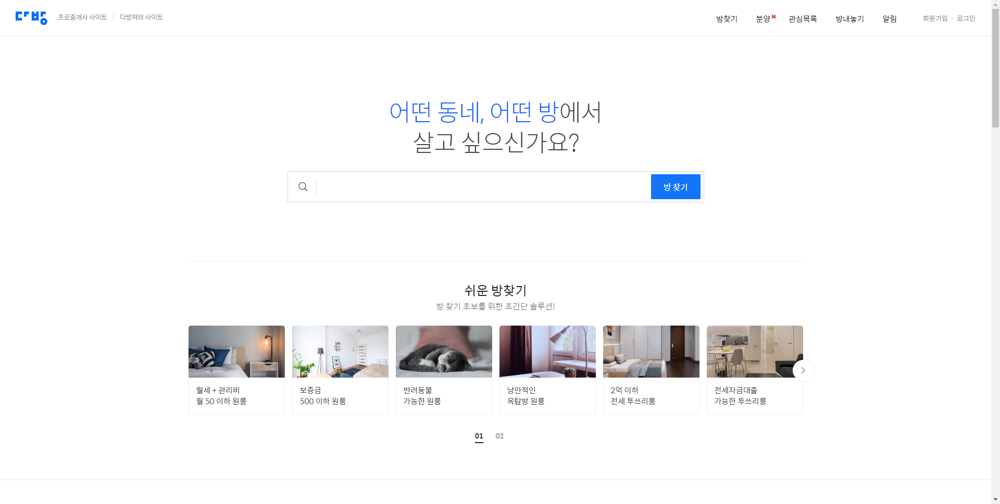 다방
프로중개사 사이트
다방허브 사이트
방찾기
분양 N
관심목록
방내놓기
알림
회원가입 · 로그인
어떤 동네, 어떤 방에서
살고 싶으신가요?
방 찾기
쉬운 방찾기
방 찾기 초보를 위한 초간단 솔루션!
월세 + 관리비
월 50 이하 원룸
보증금
500 이하 원룸
반려동물
가능한 원룸
낭만적인
옥탑방 원룸
2억 이하
전세 투쓰리룸
전세자금대출
가능한 투쓰리룸
01 02